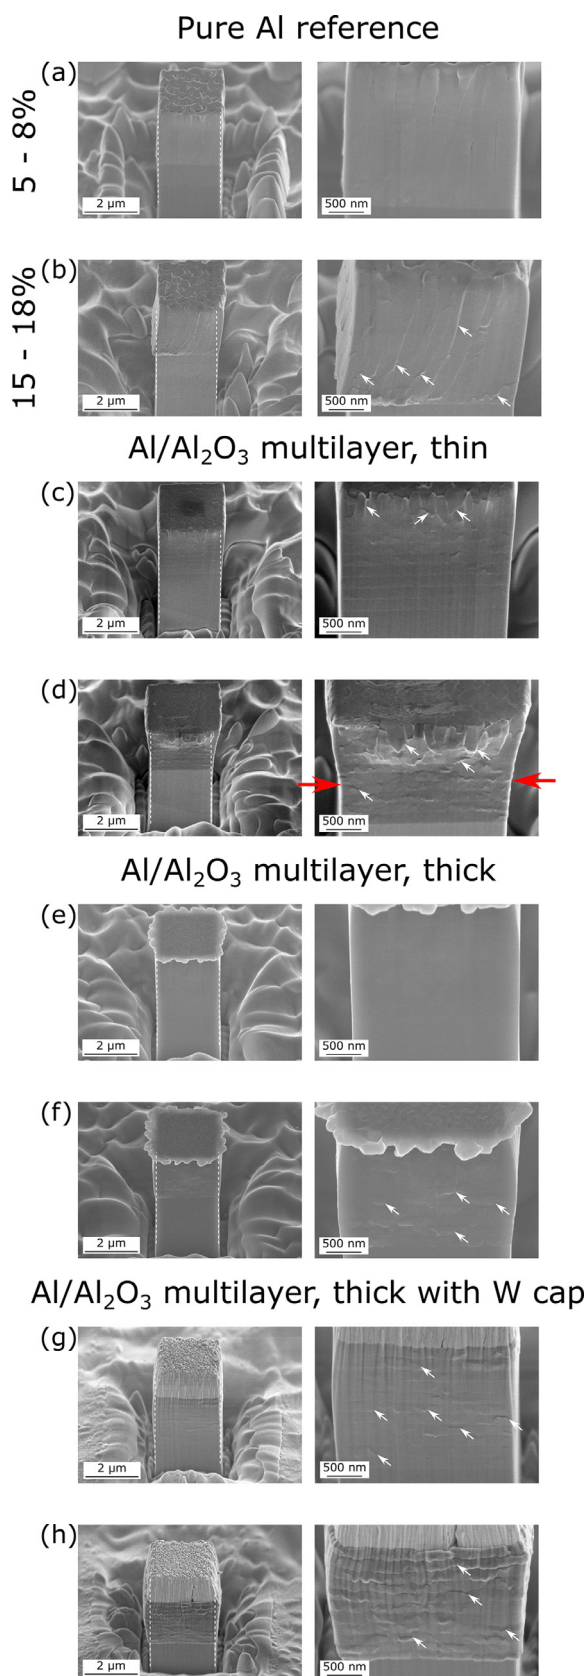 Pure Al reference
(a)
5 - 8%
2 µm
500 nm
(b)
15 - 18%
2 µm
500 nm
Al/Al₂O₃ multilayer, thin
(c)
2 µm
500 nm
(d)
2 µm
500 nm
Al/Al₂O₃ multilayer, thick
(e)
2 µm
500 nm
(f)
2 µm
500 nm
Al/Al₂O₃ multilayer, thick with W cap
(g)
2 µm
500 nm
(h)
2 µm
500 nm